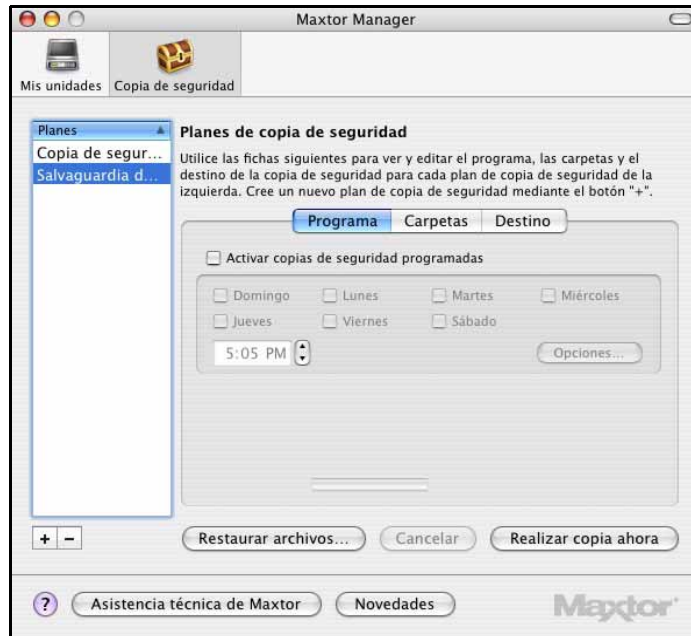 Maxtor Manager
Mis unidades
Copia de seguridad
Planes
Copia de segur...
Salvaguardia d...
Planes de copia de seguridad
Utilice las fichas siguientes para ver y editar el programa, las carpetas y el
destino de la copia de seguridad para cada plan de copia de seguridad de la
izquierda. Cree un nuevo plan de copia de seguridad mediante el botón "+".
Programa
Carpetas
Destino
Activar copias de seguridad programadas
Domingo
Lunes
Martes
Miércoles
Jueves
Viernes
Sábado
5:05 PM
Opciones...
+
−
Restaurar archivos...
Cancelar
Realizar copia ahora
?
Asistencia técnica de Maxtor
Novedades
Maxtor